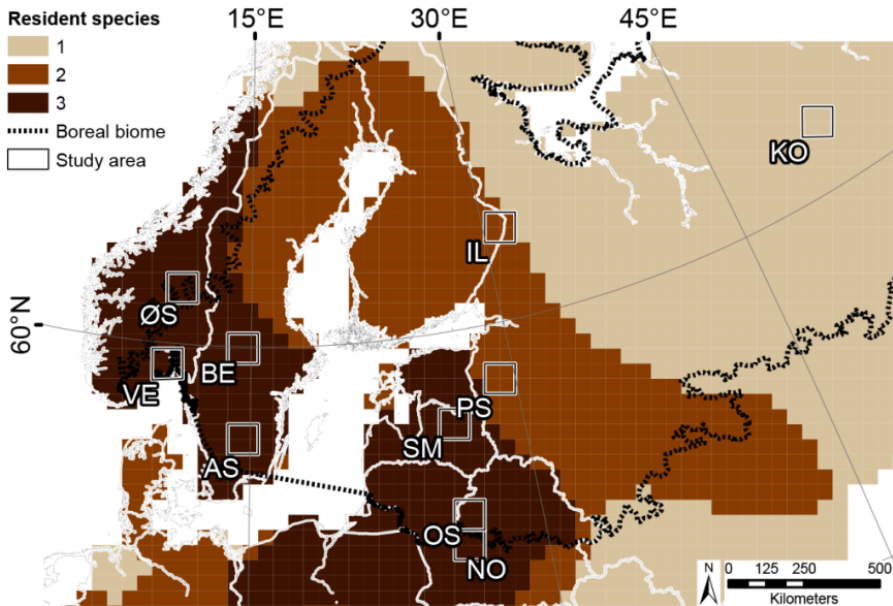 Resident species
1
2
3
Boreal biome
Study area
15°E
30°E
45°E
60°N
KO
IL
ØS
BE
VE
PS
SM
AS
OS
NO
N
0 125 250 500
Kilometers